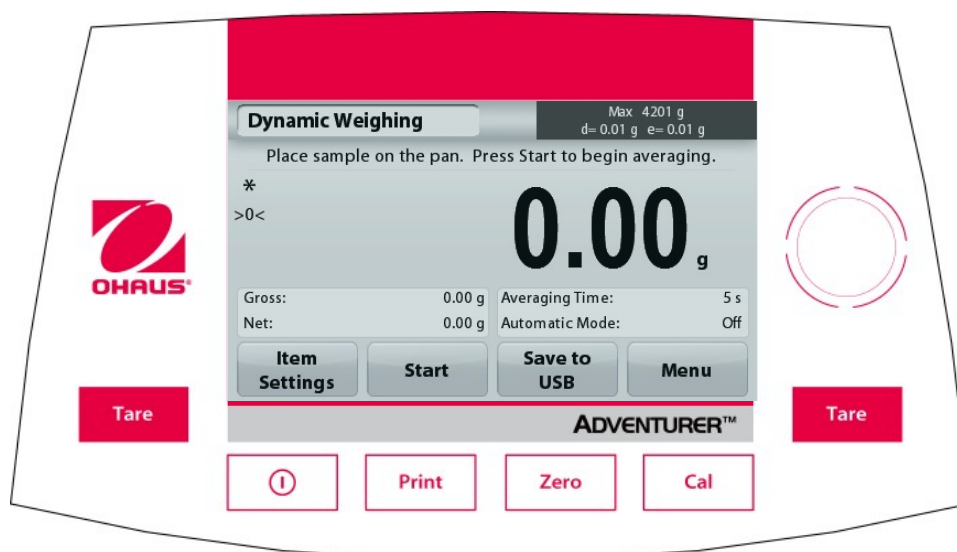 Dynamic Weighing
Max 4201 g
d= 0.01 g e= 0.01 g
Place sample on the pan. Press Start to begin averaging.
*
>0<
0.00 g
OHAUS®
Gross: 0.00 g Averaging Time: 5 s
Net: 0.00 g Automatic Mode: Off
Item Settings
Start
Save to USB
Menu
Tare
ADVENTURER™
Tare
Print
Zero
Cal